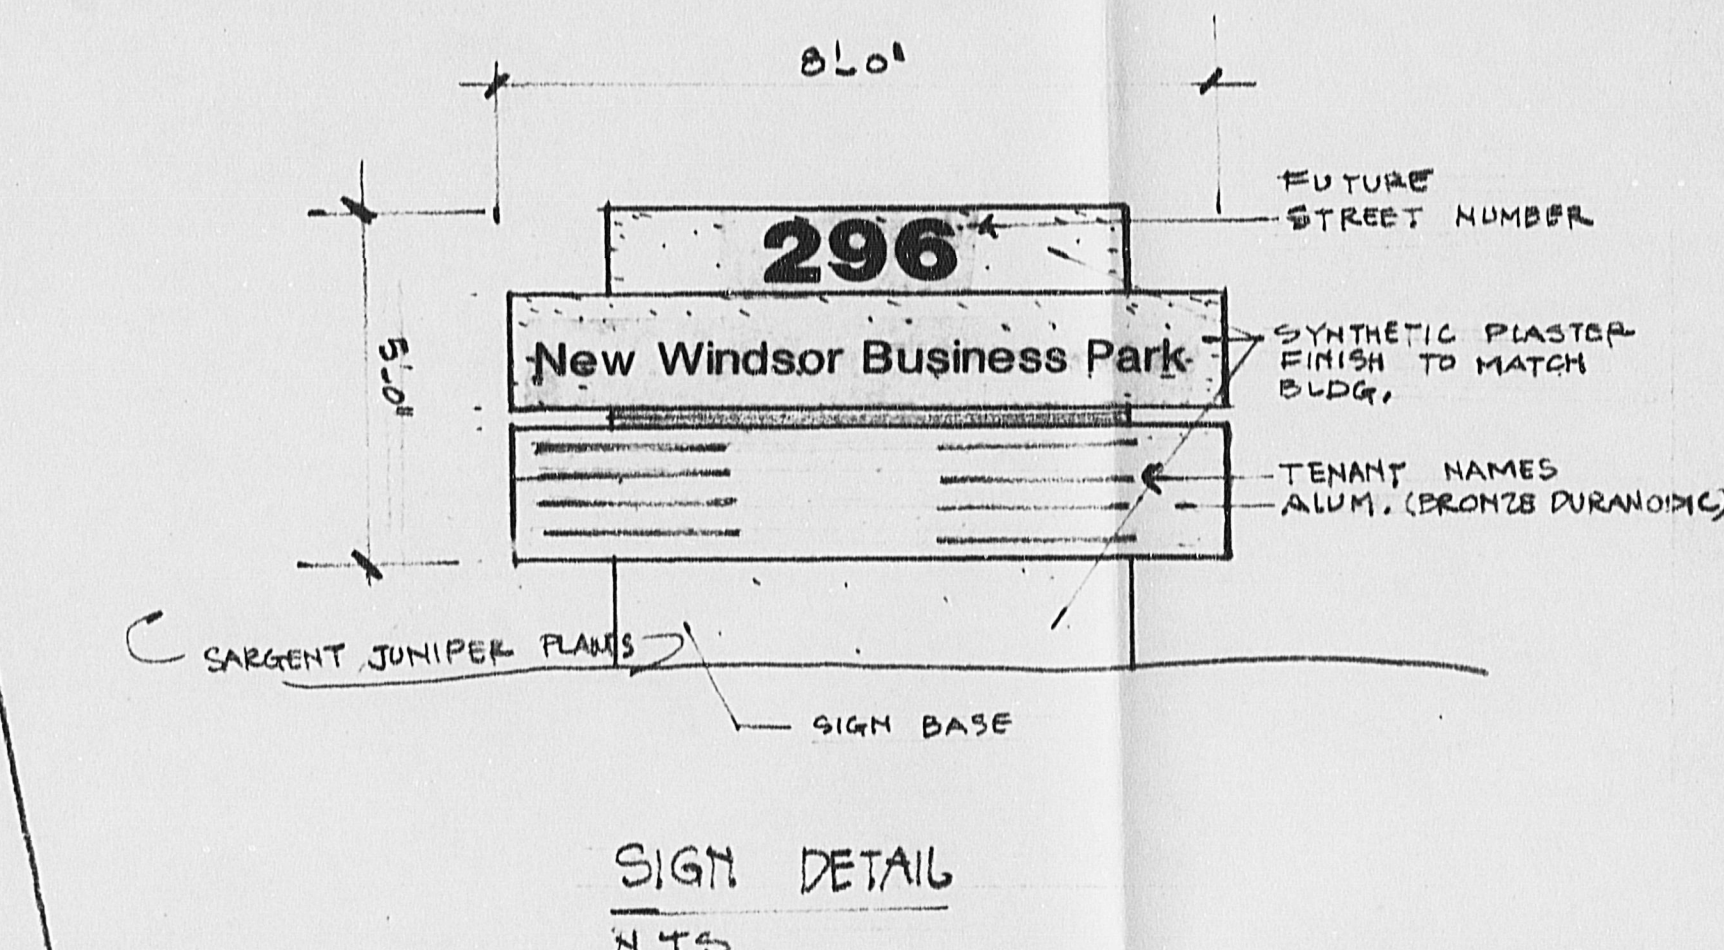 8'-0"
FUTURE
STREET NUMBER
296
New Windsor Business Park
SYNTHETIC PLASTER
FINISH TO MATCH
BLDG.
5'-0"
TENANT NAMES
ALUM. (BRONZE DURANODIC)
SARGENT JUNIPER PLANTS
SIGN BASE
SIGN DETAIL
N.T.S.